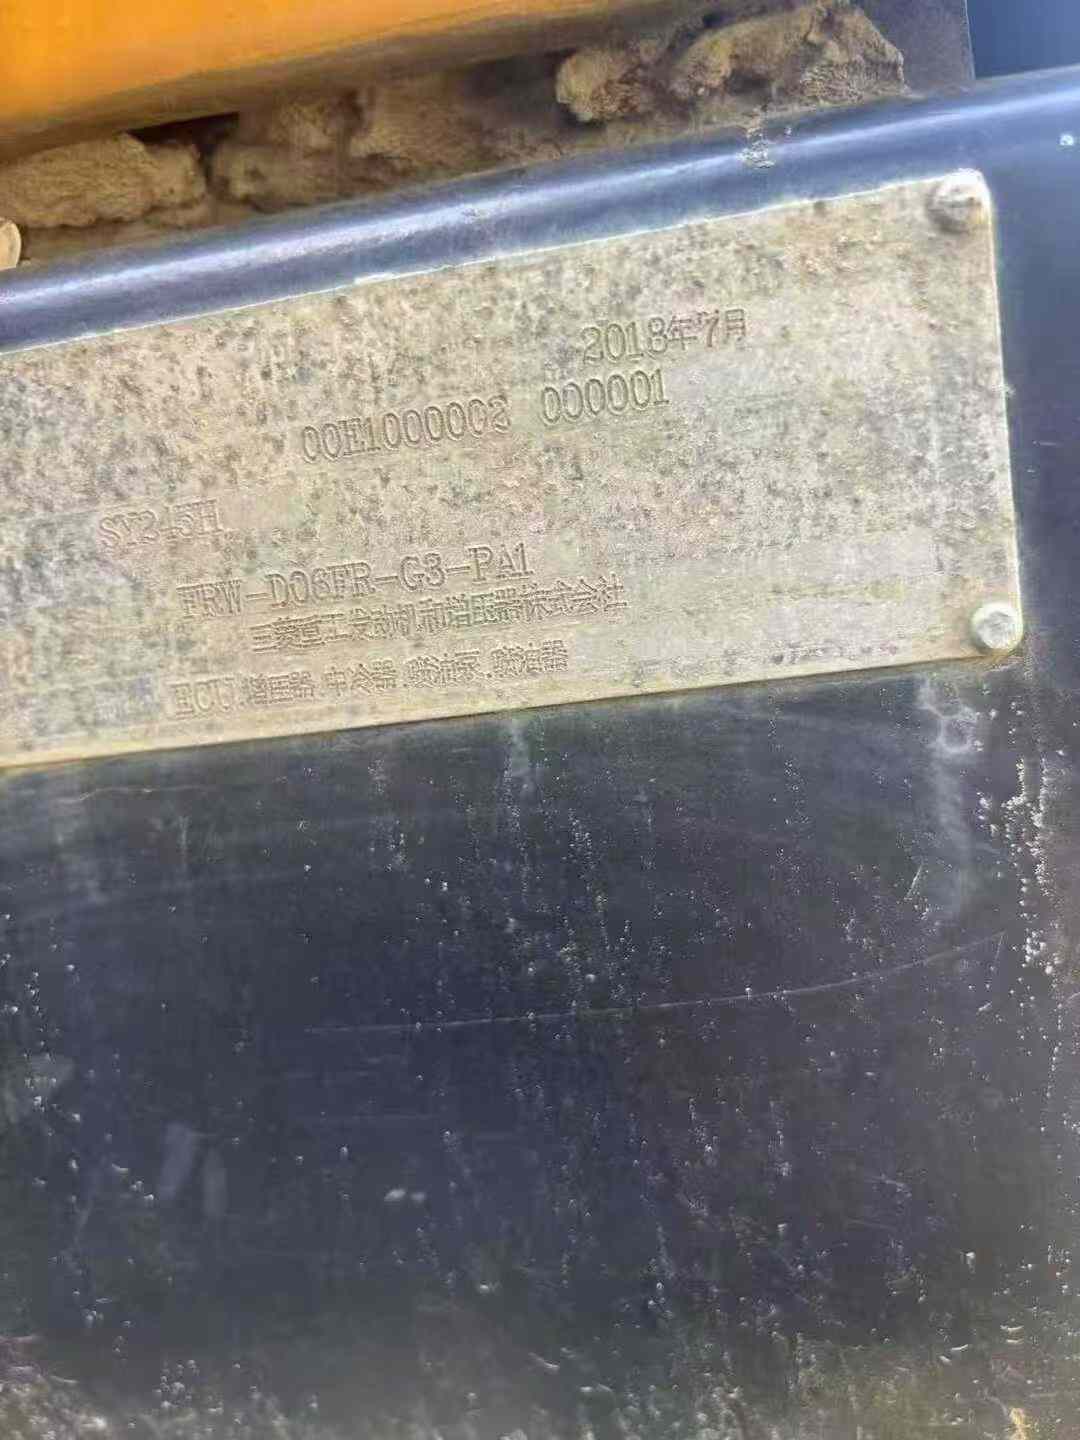 2018年7月
00E1000002 000001
SY245H
FRW-D06FR-G3-PA1
三菱重工发动机和增压器株式会社
ECU.增压器.中冷器.喷油泵.喷油器